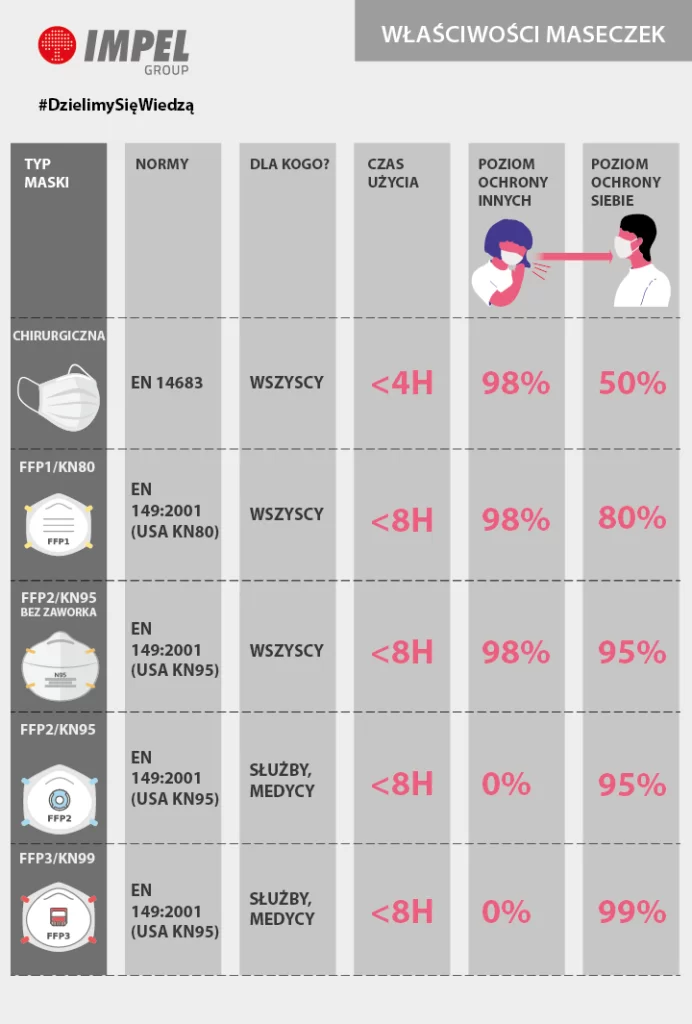 IMPEL
GROUP
WŁAŚCIWOŚCI MASECZEK
#DzielimySięWiedzą
TYP
MASKI
NORMY
DLA KOGO?
CZAS
UŻYCIA
POZIOM
OCHRONY
INNYCH
POZIOM
OCHRONY
SIEBIE
CHIRURGICZNA
EN 14683
WSZYSCY
<4H
98%
50%
FFP1/KN80
FFP1
EN
149:2001
(USA KN80)
WSZYSCY
<8H
98%
80%
FFP2/KN95
BEZ ZAWORKA
N95
EN
149:2001
(USA KN95)
WSZYSCY
<8H
98%
95%
FFP2/KN95
FFP2
EN
149:2001
(USA KN95)
SŁUŻBY,
MEDYCY
<8H
0%
95%
FFP3/KN99
FFP3
EN
149:2001
(USA KN95)
SŁUŻBY,
MEDYCY
<8H
0%
99%